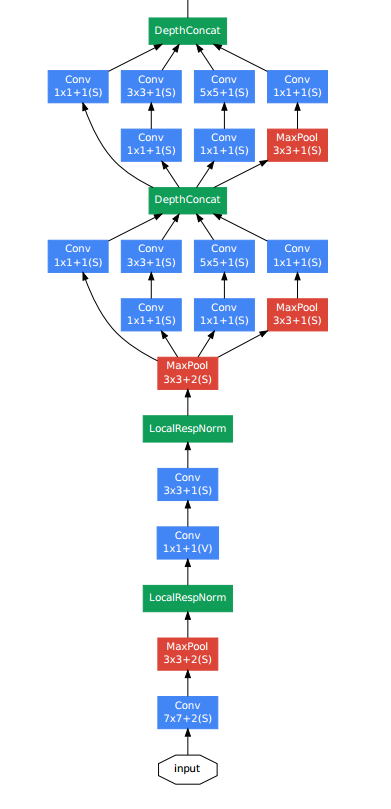 DepthConcat
Conv
1x1+1(S)
Conv
3x3+1(S)
Conv
5x5+1(S)
Conv
1x1+1(S)
Conv
1x1+1(S)
Conv
1x1+1(S)
MaxPool
3x3+1(S)
DepthConcat
Conv
1x1+1(S)
Conv
3x3+1(S)
Conv
5x5+1(S)
Conv
1x1+1(S)
Conv
1x1+1(S)
Conv
1x1+1(S)
MaxPool
3x3+1(S)
MaxPool
3x3+2(S)
LocalRespNorm
Conv
3x3+1(S)
Conv
1x1+1(V)
LocalRespNorm
MaxPool
3x3+2(S)
Conv
7x7+2(S)
input